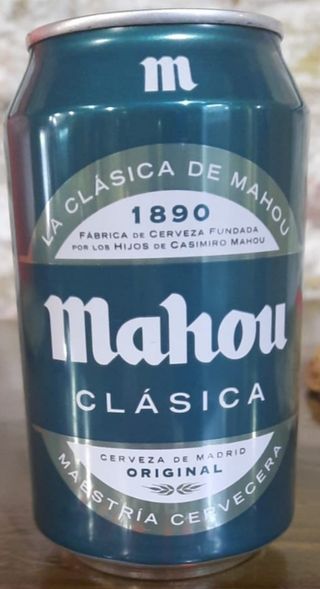 m
LA CLÁSICA DE MAHOU
1890
FÁBRICA DE CERVEZA FUNDADA
POR LOS HIJOS DE CASIMIRO MAHOU
Mahou
CLÁSICA
CERVEZA DE MADRID
ORIGINAL
MAESTRÍA CERVECERA